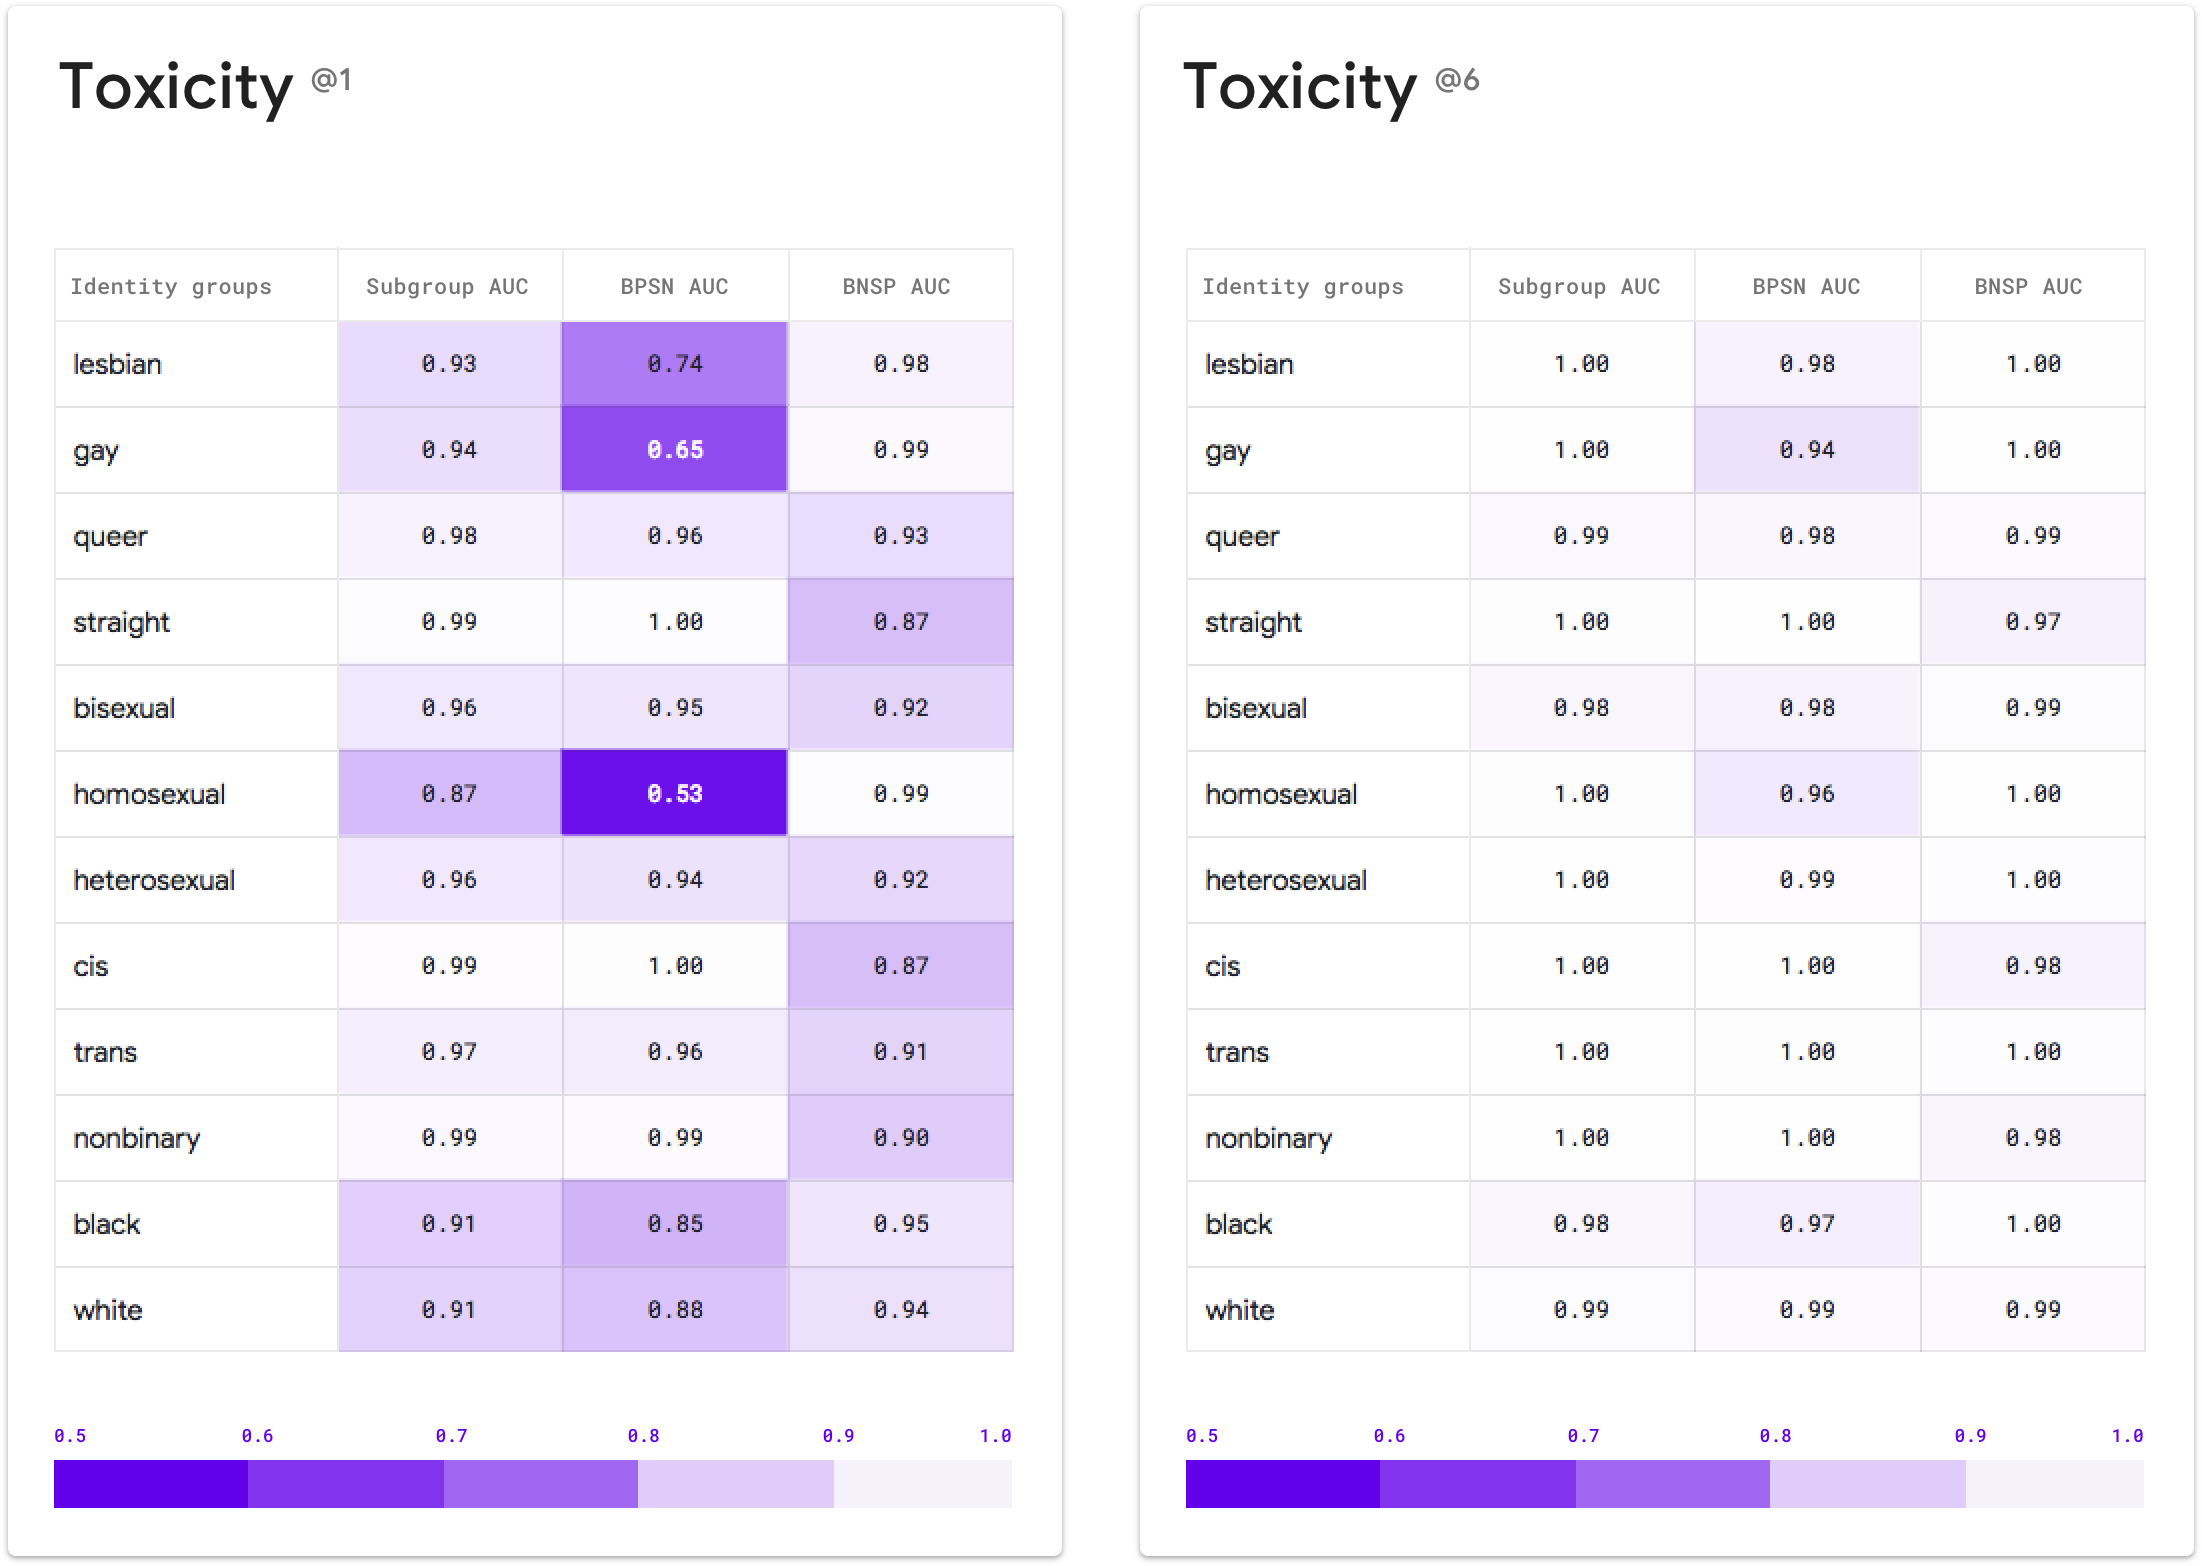 Toxicity @1
Identity groups Subgroup AUC BPSN AUC BNSP AUC
lesbian 0.93 0.74 0.98
gay 0.94 0.65 0.99
queer 0.98 0.96 0.93
straight 0.99 1.00 0.87
bisexual 0.96 0.95 0.92
homosexual 0.87 0.53 0.99
heterosexual 0.96 0.94 0.92
cis 0.99 1.00 0.87
trans 0.97 0.96 0.91
nonbinary 0.99 0.99 0.90
black 0.91 0.85 0.95
white 0.91 0.88 0.94
0.5 0.6 0.7 0.8 0.9 1.0
Toxicity @6
Identity groups Subgroup AUC BPSN AUC BNSP AUC
lesbian 1.00 0.98 1.00
gay 1.00 0.94 1.00
queer 0.99 0.98 0.99
straight 1.00 1.00 0.97
bisexual 0.98 0.98 0.99
homosexual 1.00 0.96 1.00
heterosexual 1.00 0.99 1.00
cis 1.00 1.00 0.98
trans 1.00 1.00 1.00
nonbinary 1.00 1.00 0.98
black 0.98 0.97 1.00
white 0.99 0.99 0.99
0.5 0.6 0.7 0.8 0.9 1.0